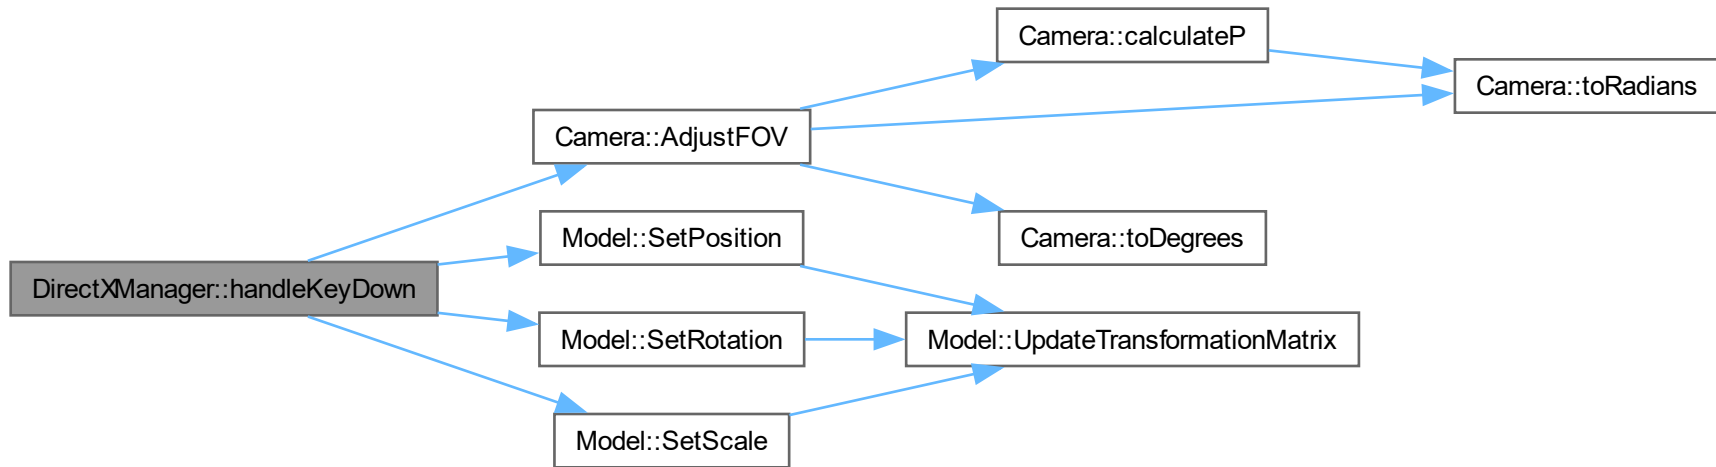 Camera::calculateP
Camera::toRadians
Camera::AdjustFOV
Model::SetPosition
Camera::toDegrees
DirectXManager::handleKeyDown
Model::SetRotation
Model::UpdateTransformationMatrix
Model::SetScale